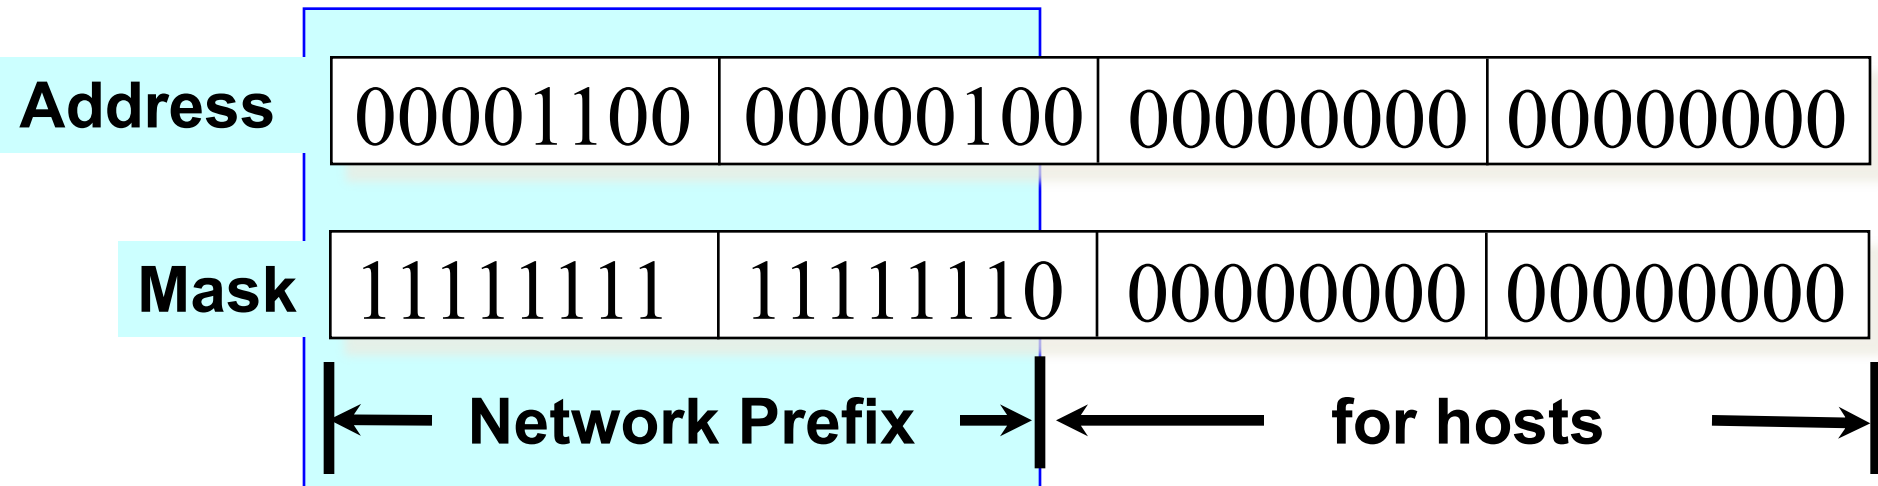 Address 00001100 00000100 00000000 00000000
Mask 11111111 11111110 00000000 00000000
Network Prefix for hosts